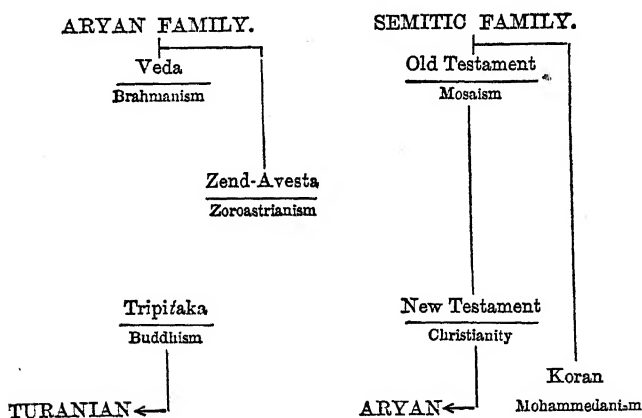 ARYAN FAMILY.
Veda
Brahmanism
Zend-Avesta
Zoroastrianism
Tripitaka
Buddhism
TURANIAN
SEMITIC FAMILY.
Old Testament
Mosaism
New Testament
Christianity
ARYAN
Koran
Mohammedanism